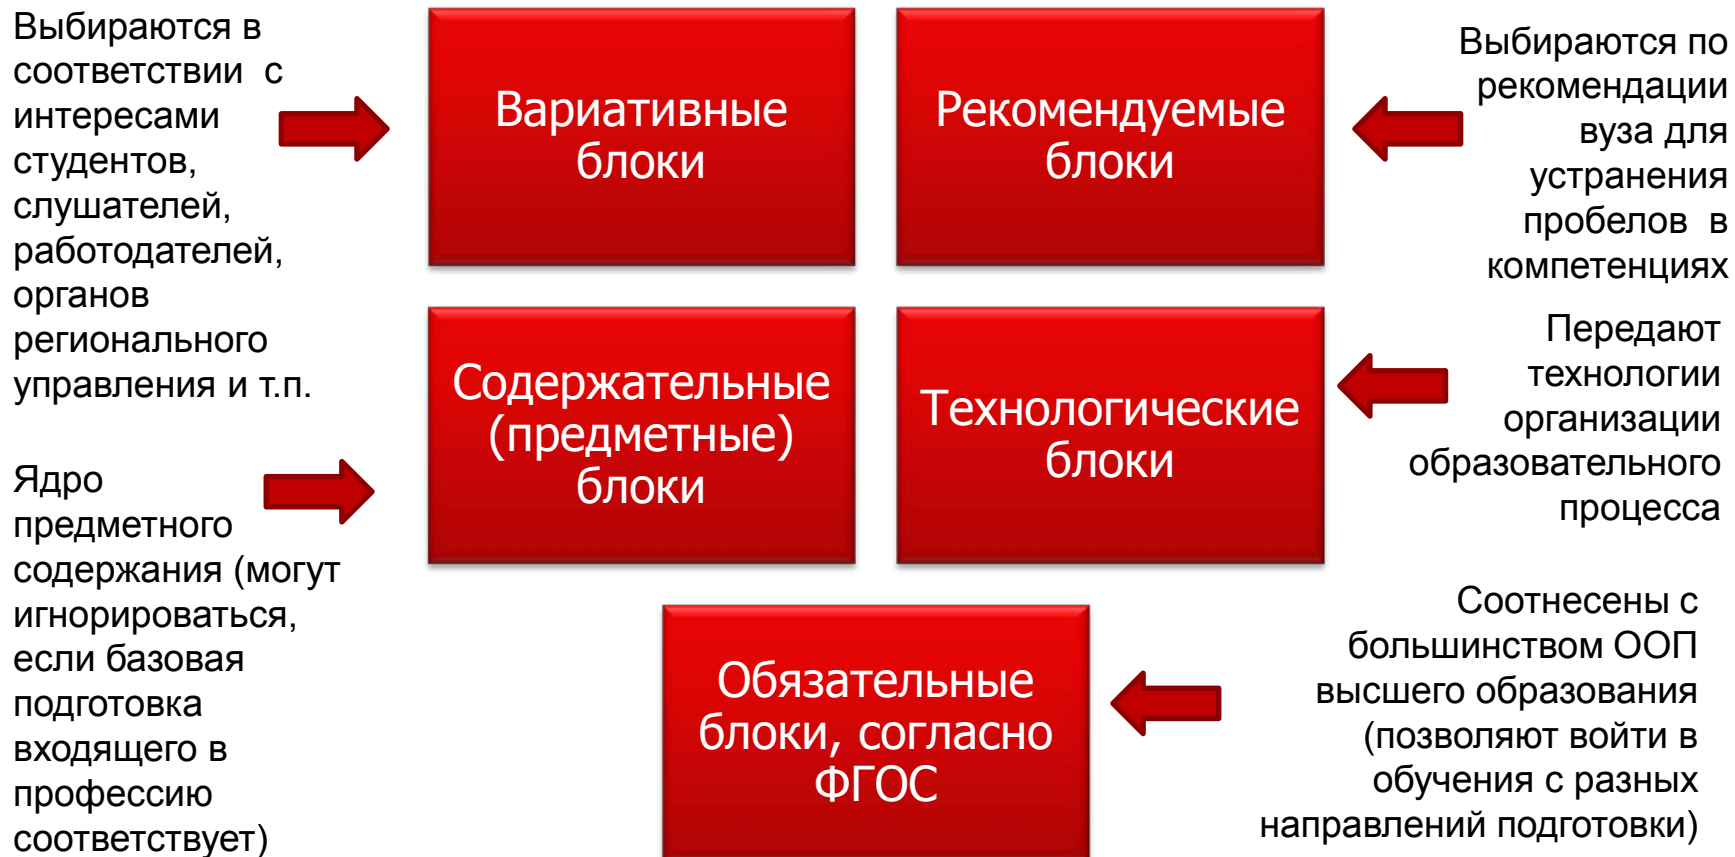 Выбираются в
соответствии с
интересами
студентов,
слушателей,
работодателей,
органов
регионального
управления и т.п.
Вариативные
блоки
Рекомендуемые
блоки
Выбираются по
рекомендации
вуза для
устранения
пробелов в
компетенциях
Ядро
предметного
содержания (могут
игнорироваться,
если базовая
подготовка
входящего в
профессию
соответствует)
Содержательные
(предметные)
блоки
Технологические
блоки
Передают
технологии
организации
образовательного
процесса
Обязательные
блоки, согласно
ФГОС
Соотнесены с
большинством ООП
высшего образования
(позволяют войти в
обучения с разных
направлений подготовки)